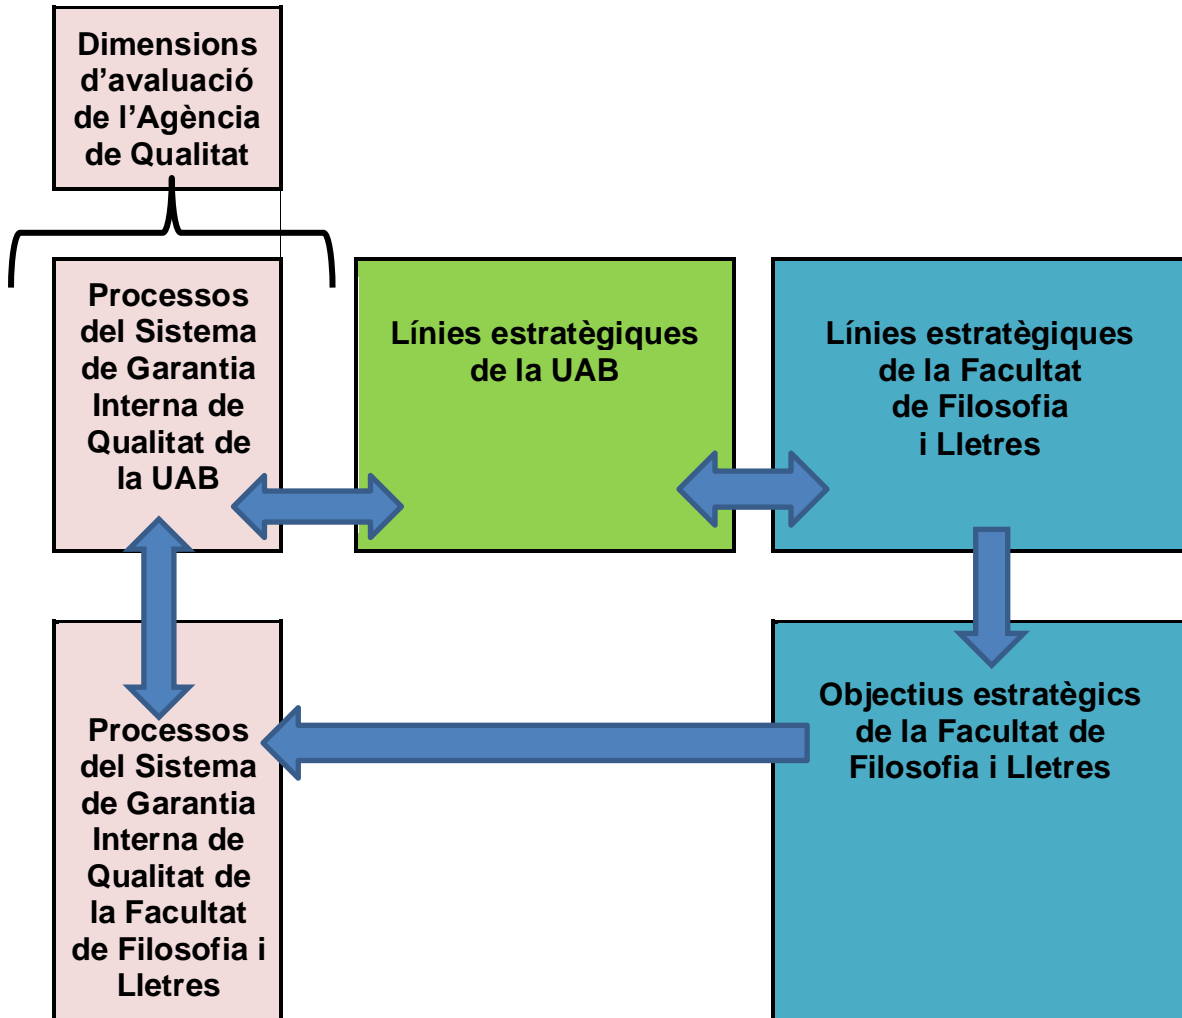 Dimensions
d’avaluació
de l’Agència
de Qualitat
Processos
del Sistema
de Garantia
Interna de
Qualitat de
la UAB
Línies estratègiques
de la UAB
Línies estratègiques
de la Facultat
de Filosofia
i Lletres
Processos
del Sistema
de Garantia
Interna de
Qualitat de
la Facultat
de Filosofia i
Lletres
Objectius estratègics
de la Facultat de
Filosofia i Lletres